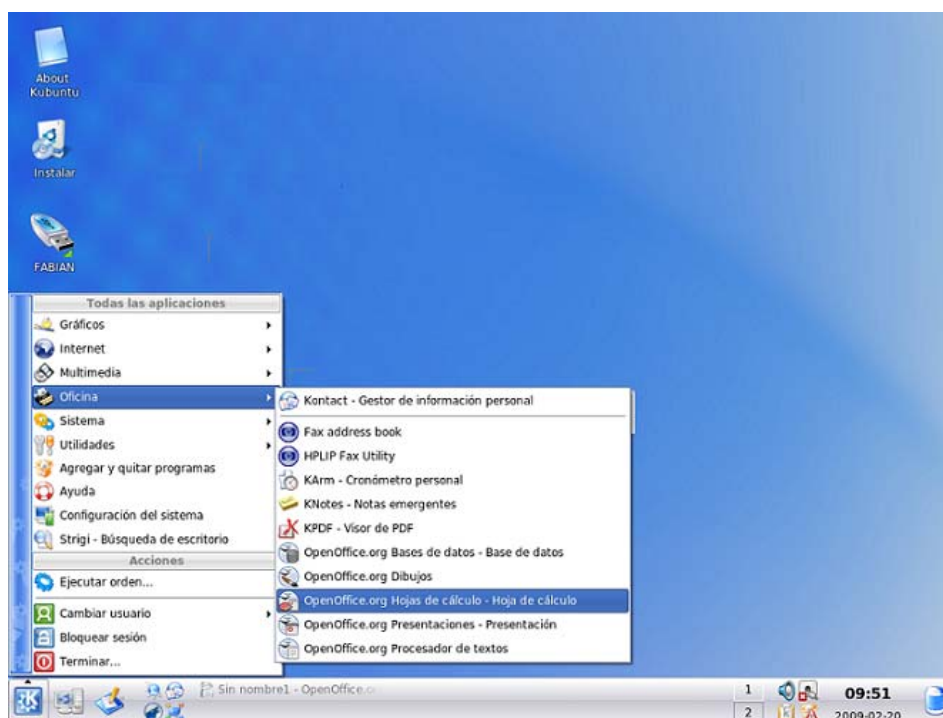 About
Kubuntu
Instalar
FABIAN
Todas las aplicaciones
Gráficos
Internet
Multimedia
Oficina
Sistema
Utilidades
Agregar y quitar programas
Ayuda
Configuración del sistema
Strigi - Búsqueda de escritorio
Acciones
Ejecutar orden...
Cambiar usuario
Bloquear sesión
Terminar...
Kontact - Gestor de información personal
Fax address book
HPLIP Fax Utility
KArm - Cronómetro personal
KNotes - Notas emergentes
KPDF - Visor de PDF
OpenOffice.org Bases de datos - Base de datos
OpenOffice.org Dibujos
OpenOffice.org Hojas de cálculo - Hoja de cálculo
OpenOffice.org Presentaciones - Presentación
OpenOffice.org Procesador de textos
Sin nombre1 - OpenOffice.o
1
2
09:51
2009-02-20